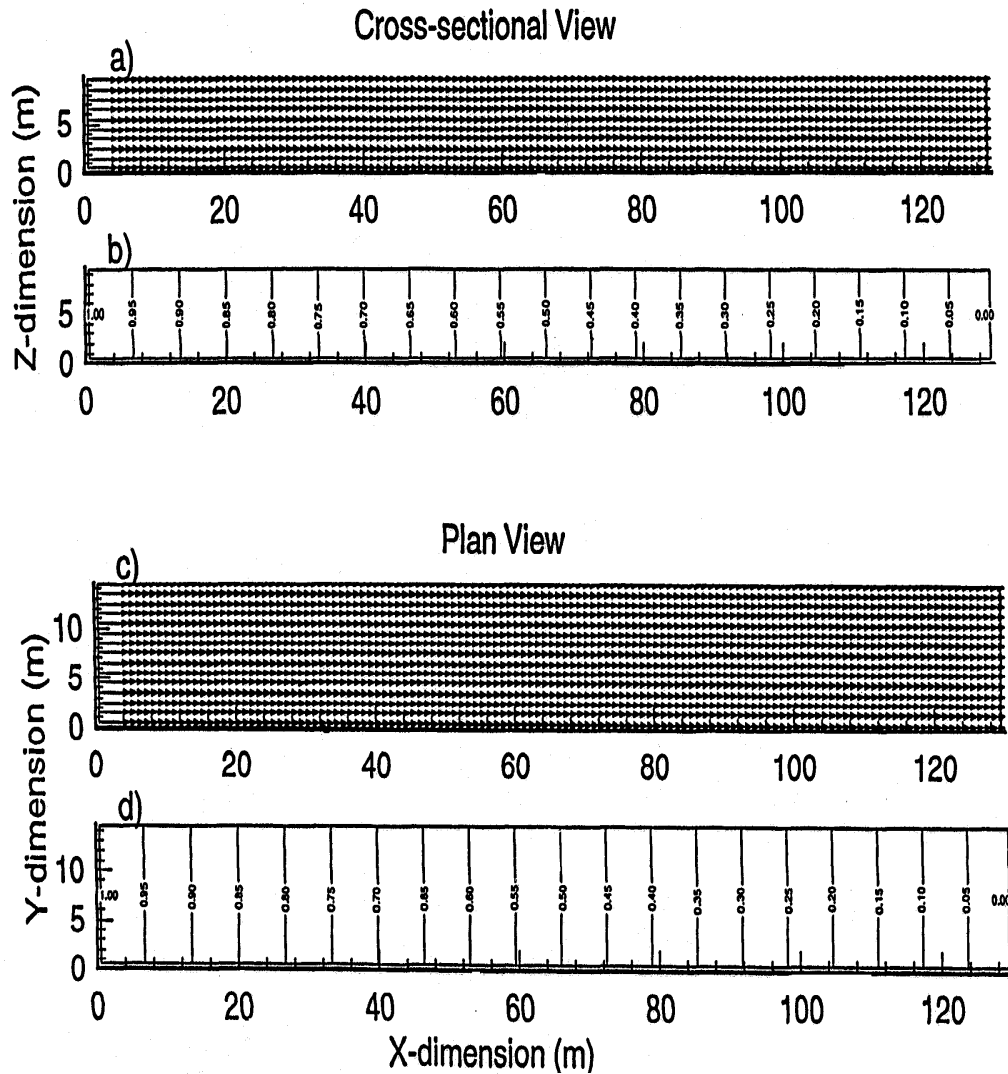 Cross-sectional View
a)
Z-dimension (m)
5
0
0 20 40 60 80 100 120
b)
5
0
1.00 0.95 0.90 0.85 0.80 0.75 0.70 0.65 0.60 0.55 0.50 0.45 0.40 0.35 0.30 0.25 0.20 0.15 0.10 0.05 0.00
0 20 40 60 80 100 120
Plan View
c)
Y-dimension (m)
10
5
0
0 20 40 60 80 100 120
d)
10
5
0
1.00 0.95 0.90 0.85 0.80 0.75 0.70 0.65 0.60 0.55 0.50 0.45 0.40 0.35 0.30 0.25 0.20 0.15 0.10 0.05 0.00
0 20 40 60 80 100 120
X-dimension (m)